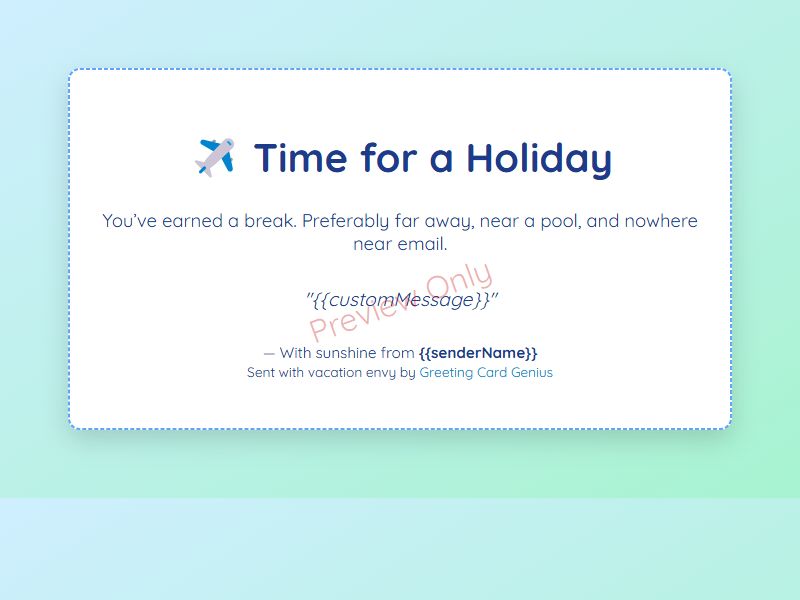 ✈️ Time for a Holiday
You've earned a break. Preferably far away, near a pool, and nowhere
near email.
"{{customMessage}}"
Preview Only
— With sunshine from {{senderName}}
Sent with vacation envy by Greeting Card Genius